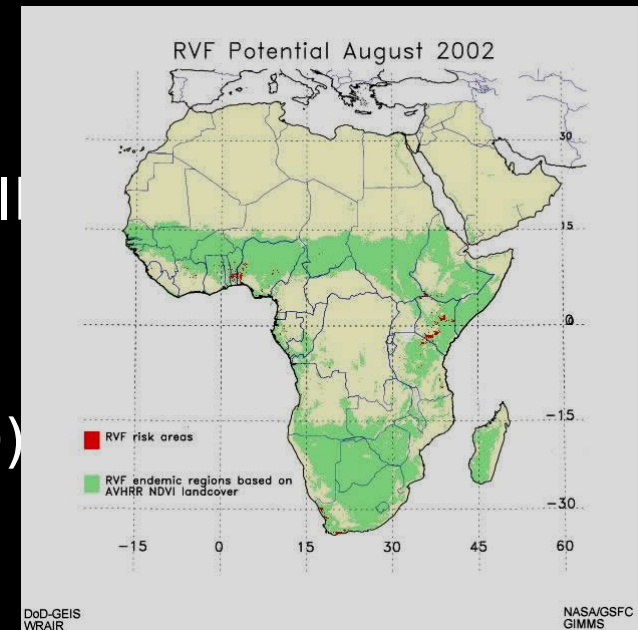 RVF Potential August 2002
30
15
0
-15
-30
RVF risk areas
RVF endemic regions based on
AVHRR NDVI landcover
-15 0 15 30 45 60
DoD-GEIS
WRAIR
NASA/GSFC
GIMMS
)